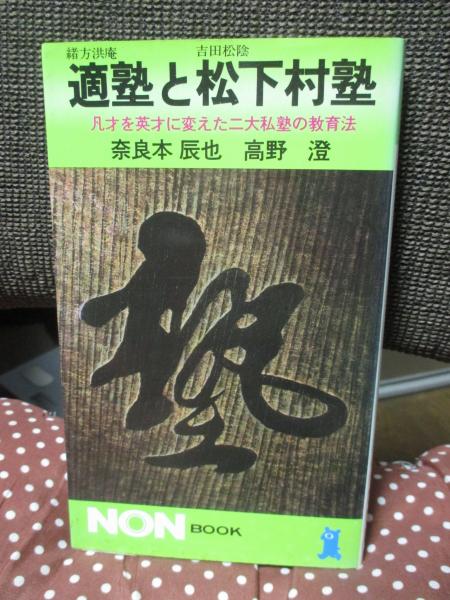 緒方洪庵 吉田松陰
適塾と松下村塾
凡才を英才に変えた二大私塾の教育法
奈良本 辰也 高野 澄
塾
NON BOOK